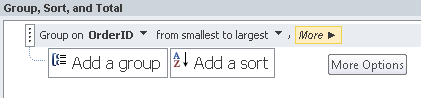 Group, Sort, and Total
Group on OrderID ▼ from smallest to largest ▼ , More ►
Add a group A Z Add a sort
More Options